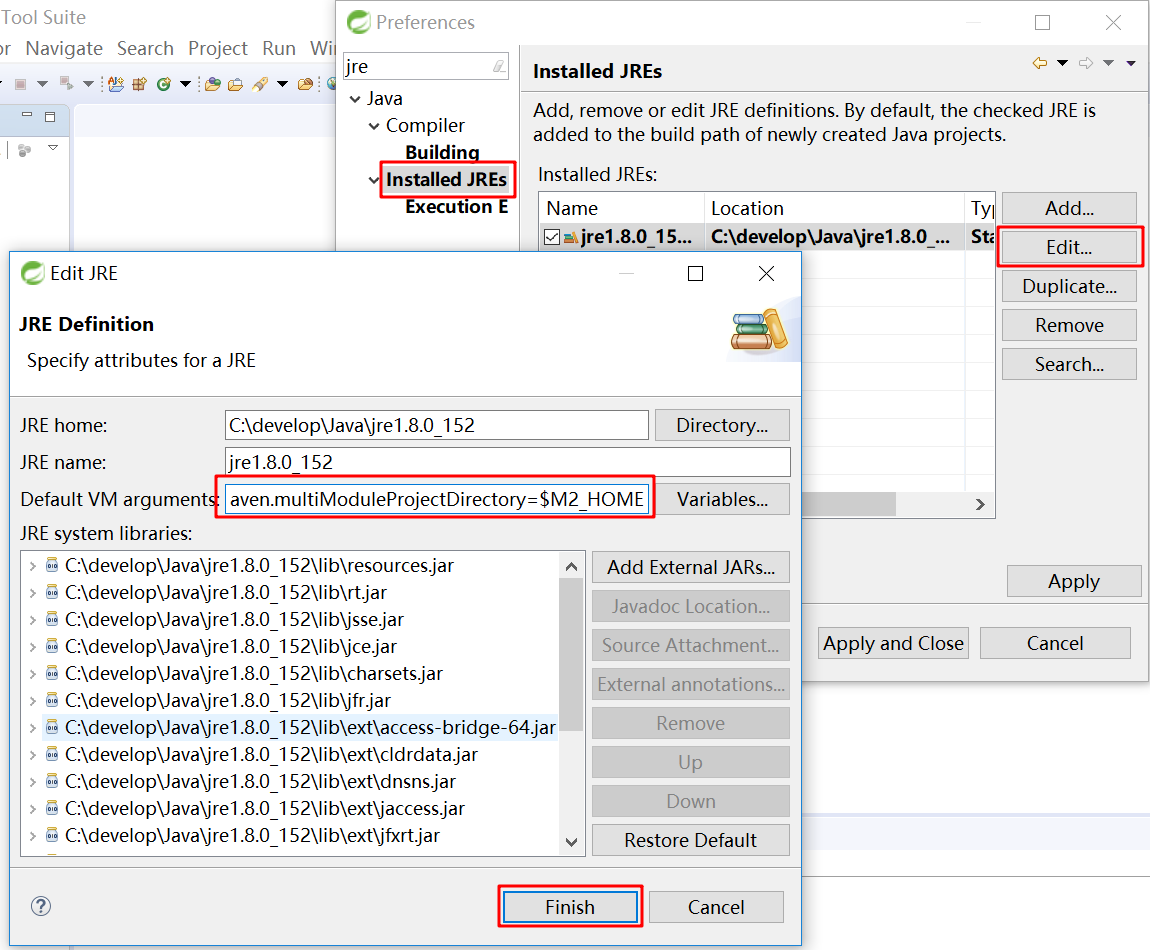 Tool Suite
or Navigate Search Project Run Wi
Preferences
jre
Java
Compiler
Building
Installed JREs
Execution E
Installed JREs
Add, remove or edit JRE definitions. By default, the checked JRE is
added to the build path of newly created Java projects.
Installed JREs:
Name Location Ty
jre1.8.0_15... C:\develop\Java\jre1.8.0_... Sta
Add...
Edit...
Duplicate...
Remove
Search...
Apply
Apply and Close Cancel
Edit JRE
JRE Definition
Specify attributes for a JRE
JRE home: C:\develop\Java\jre1.8.0_152 Directory...
JRE name: jre1.8.0_152
Default VM arguments: aven.multiModuleProjectDirectory=$M2_HOME Variables...
JRE system libraries:
C:\develop\Java\jre1.8.0_152\lib\resources.jar
C:\develop\Java\jre1.8.0_152\lib\rt.jar
C:\develop\Java\jre1.8.0_152\lib\jsse.jar
C:\develop\Java\jre1.8.0_152\lib\jce.jar
C:\develop\Java\jre1.8.0_152\lib\charsets.jar
C:\develop\Java\jre1.8.0_152\lib\jfr.jar
C:\develop\Java\jre1.8.0_152\lib\ext\access-bridge-64.jar
C:\develop\Java\jre1.8.0_152\lib\ext\cldrdata.jar
C:\develop\Java\jre1.8.0_152\lib\ext\dnsns.jar
C:\develop\Java\jre1.8.0_152\lib\ext\jaccess.jar
C:\develop\Java\jre1.8.0_152\lib\ext\jfxrt.jar
Add External JARs...
Javadoc Location...
Source Attachment...
External annotations...
Remove
Up
Down
Restore Default
Finish Cancel